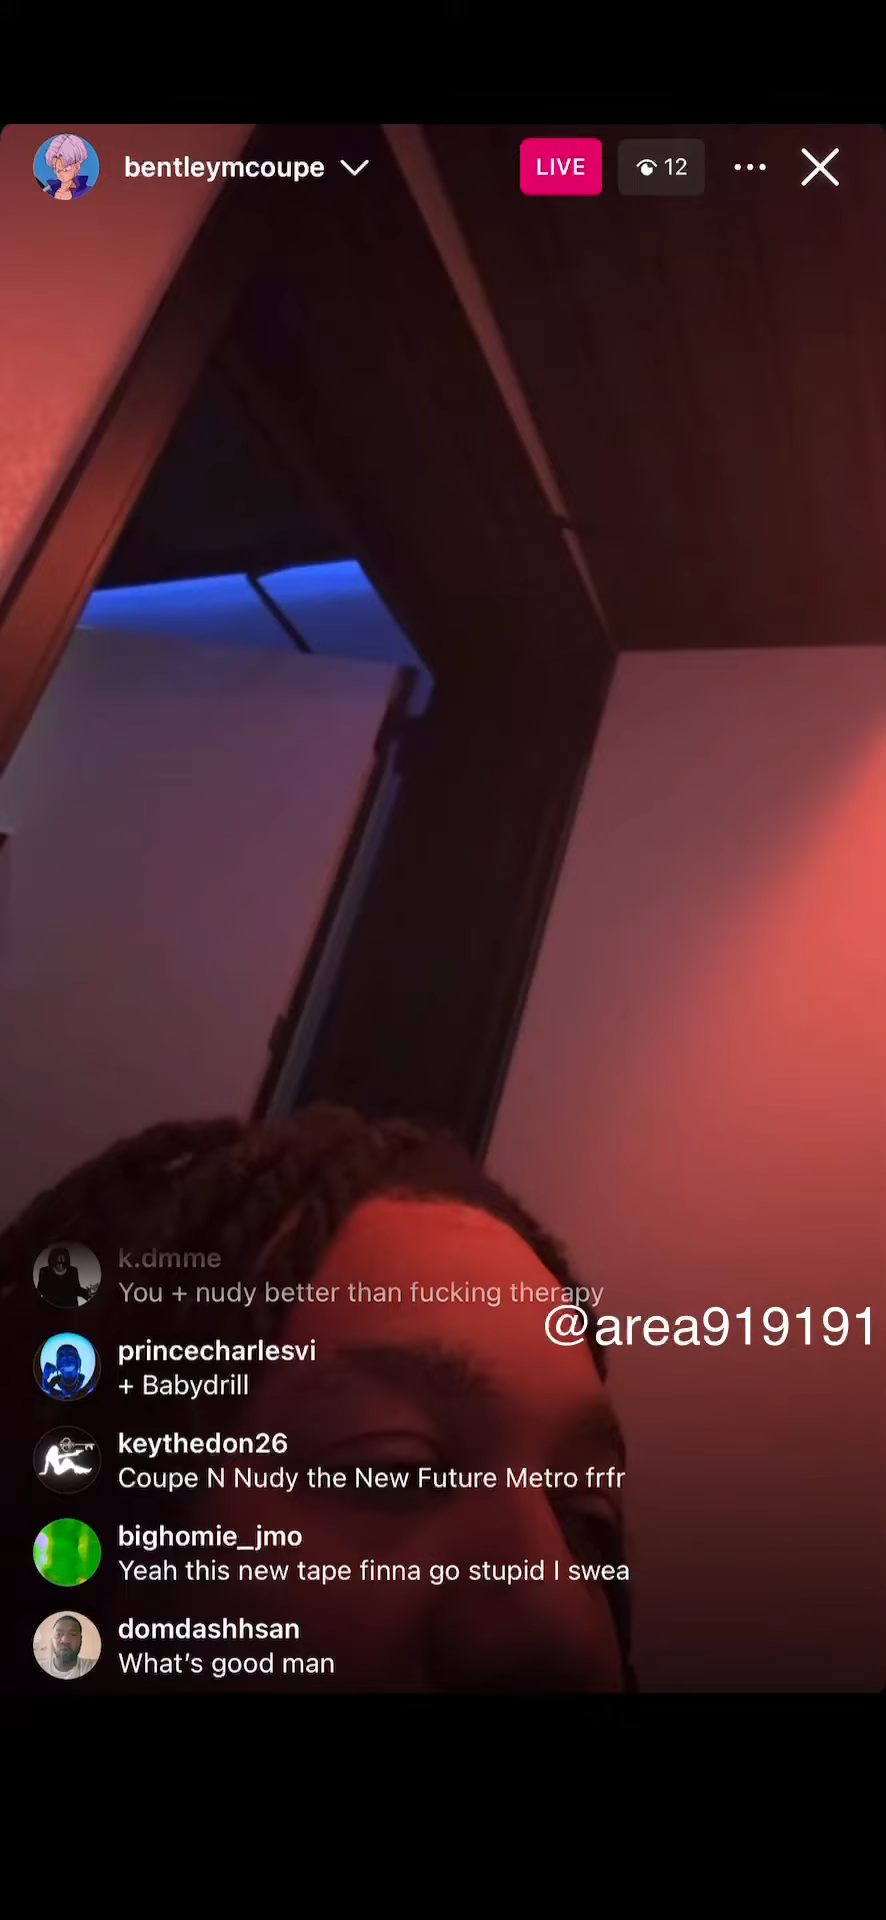 bentleymcoupe
LIVE
12
k.dmme
You + nudy better than fucking therapy
@area919191
princecharlesvi
+ Babydrill
keythedon26
Coupe N Nudy the New Future Metro frfr
bighomie_jmo
Yeah this new tape finna go stupid I swea
domdashhsan
What's good man